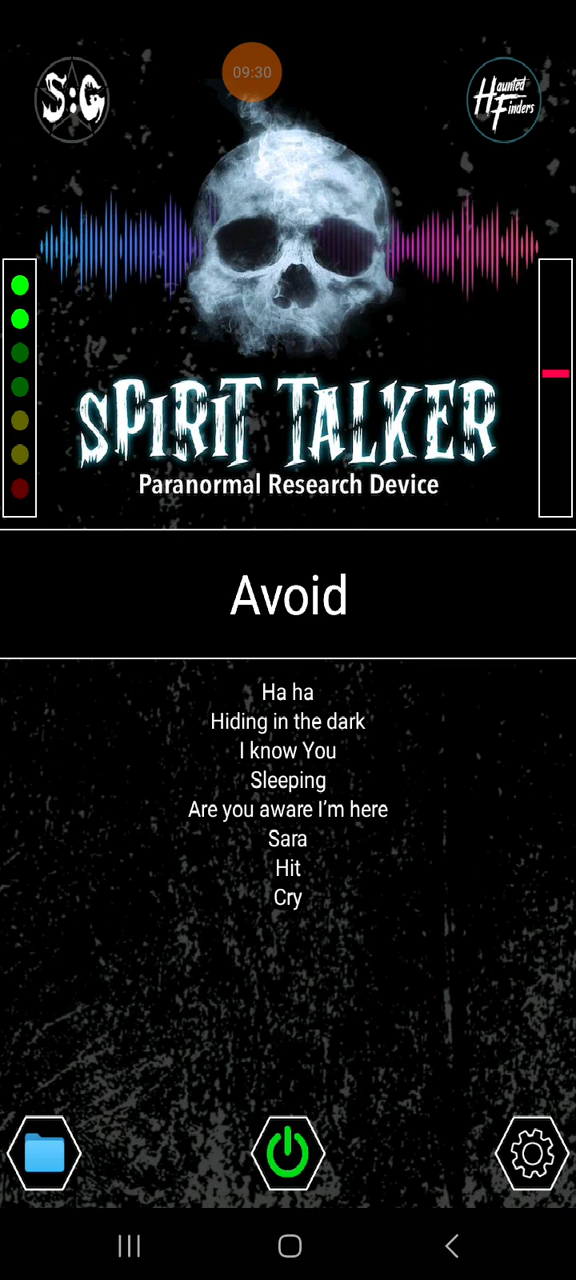 09:30
S:G
Haunted
Finders
SPIRIT TALKER
Paranormal Research Device
Avoid
Ha ha
Hiding in the dark
I know You
Sleeping
Are you aware I’m here
Sara
Hit
Cry